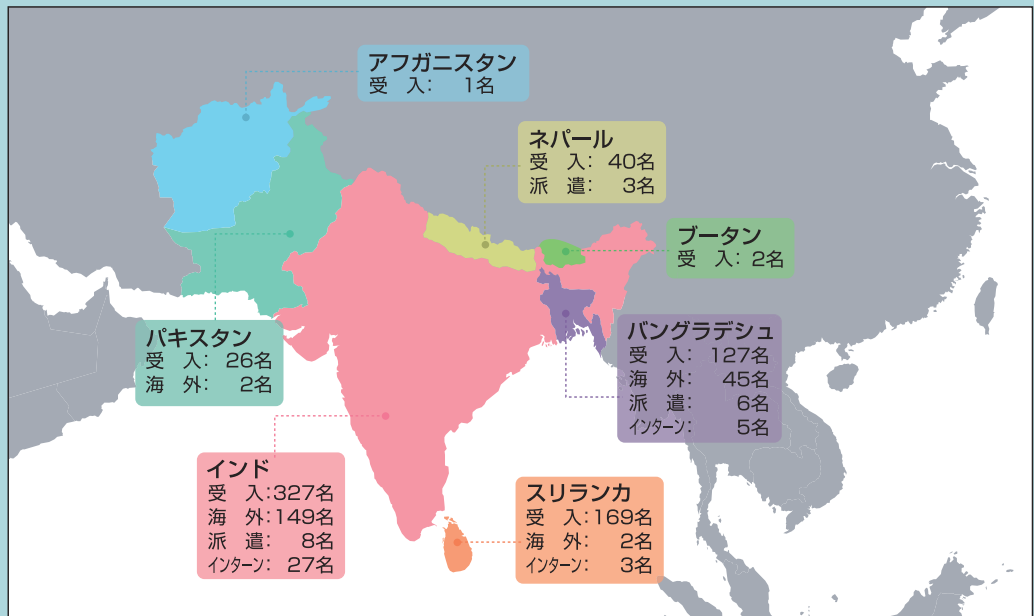 アフガニスタン
受　入：　1名
ネパール
受　入： 40名
派　遣：　3名
ブータン
受　入： 2名
パキスタン
受　入： 26名
海　外：　2名
バングラデシュ
受　入： 127名
海　外：　45名
派　遣：　6名
インターン：　5名
インド
受　入：327名
海　外：149名
派　遣：　8名
インターン： 27名
スリランカ
受　入：169名
海　外：　2名
インターン：　3名